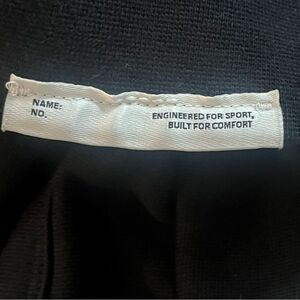 NAME:
NO.
ENGINEERED FOR SPORT,
BUILT FOR COMFORT